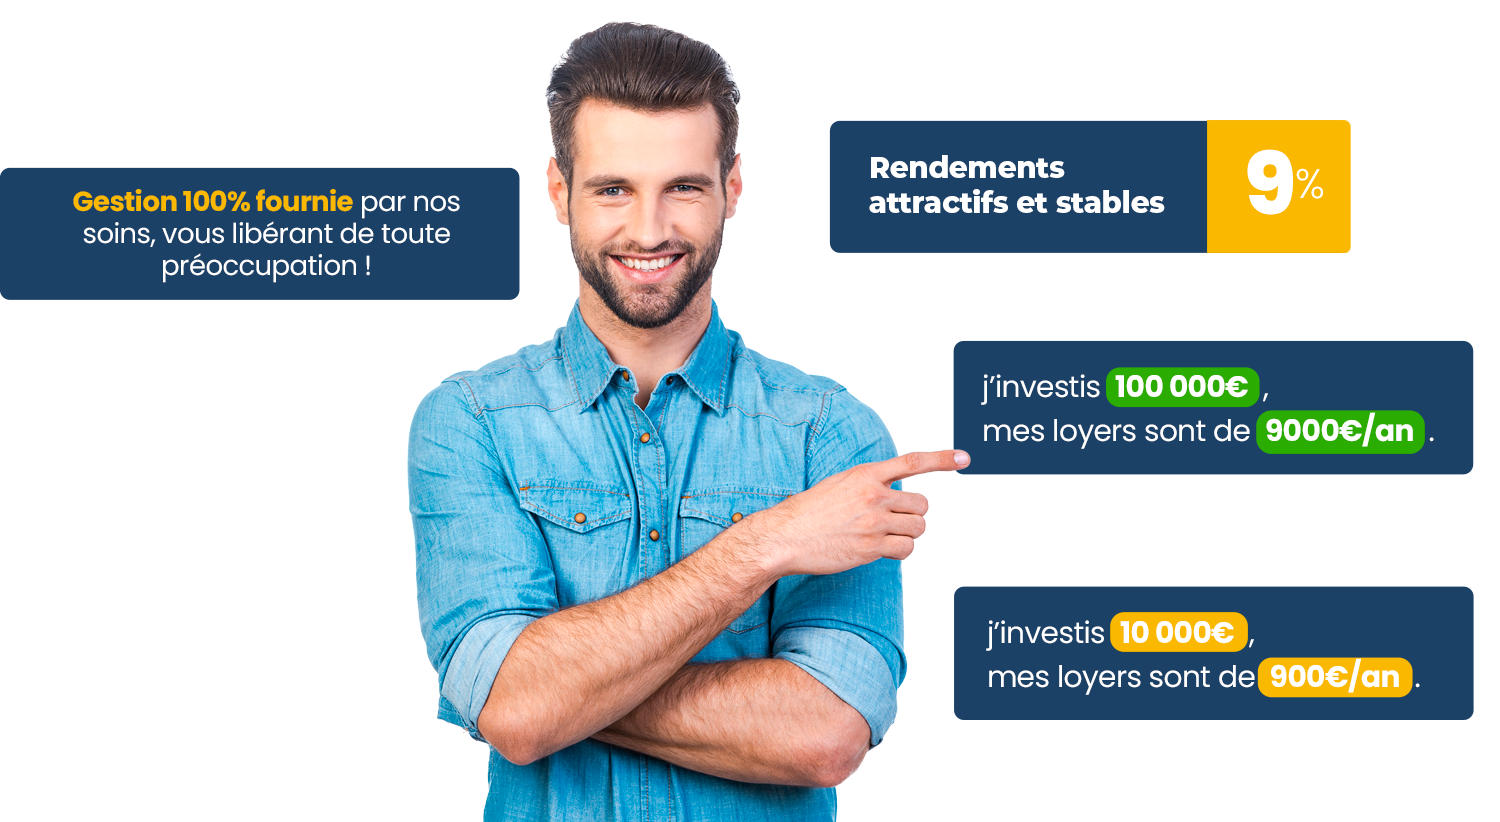 Gestion 100% fournie par nos
soins, vous libérant de toute
préoccupation !
Rendements
attractifs et stables
9%
j’investis 100 000€ ,
mes loyers sont de 9000€/an .
j’investis 10 000€ ,
mes loyers sont de 900€/an .